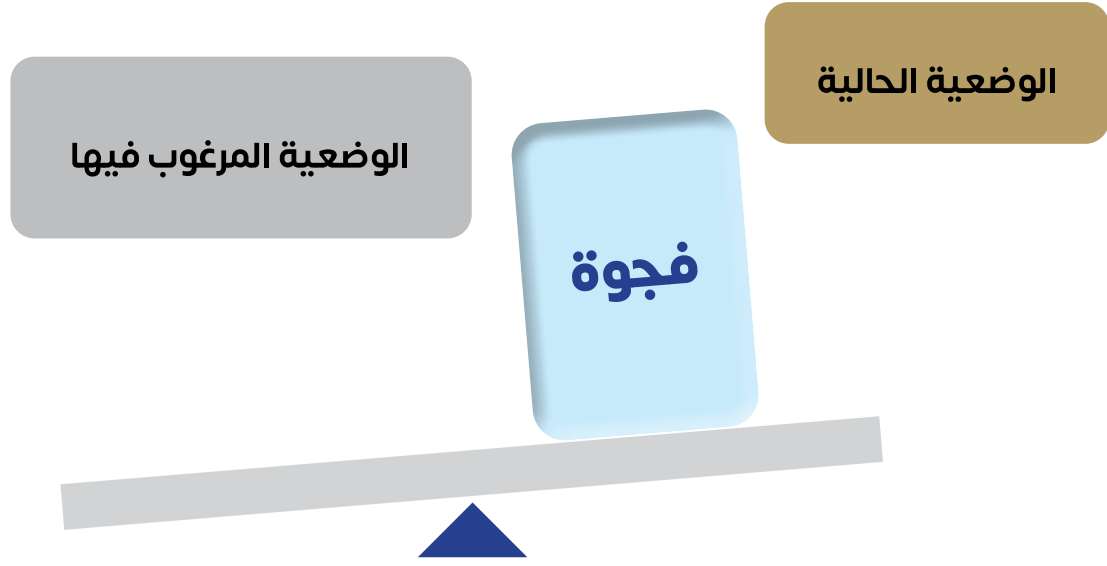 الوضعية الحالية
الوضعية المرغوب فيها
فجوة